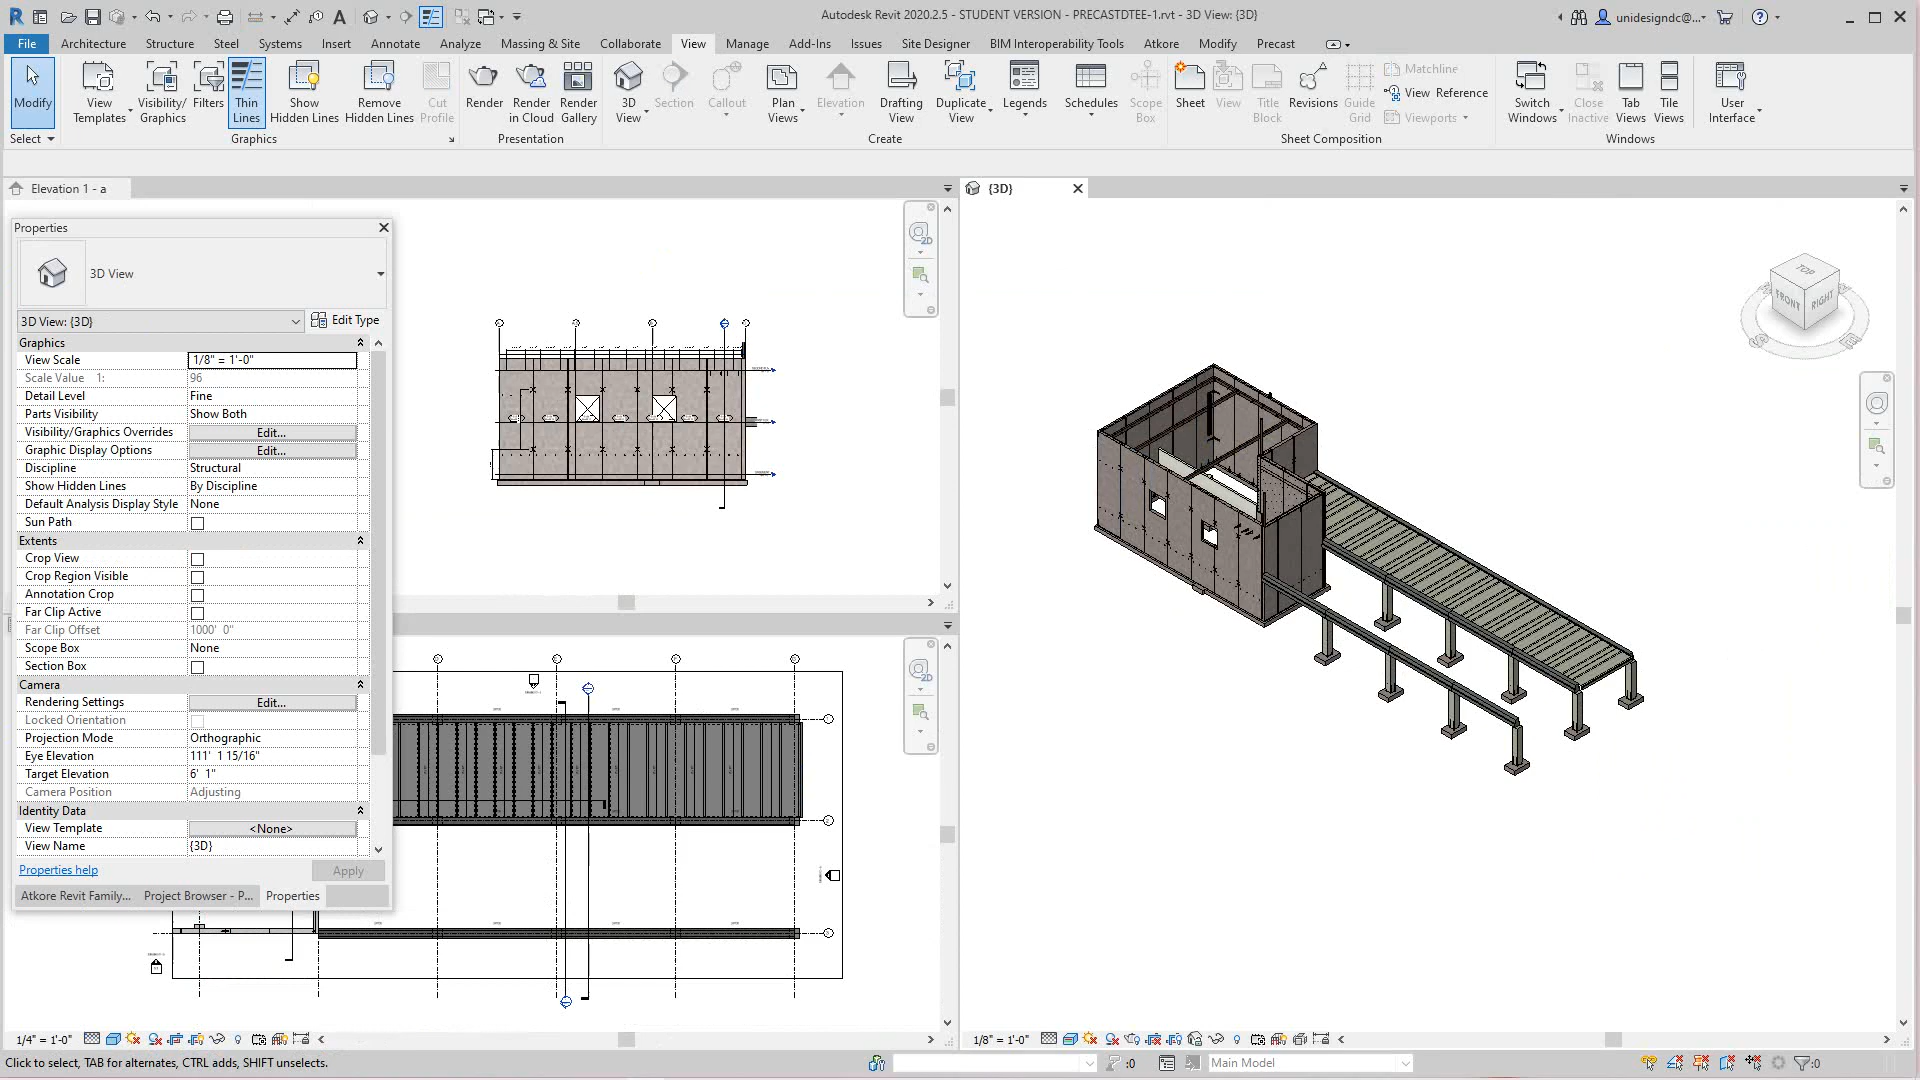 Autodesk Revit 2020.2.5 - STUDENT VERSION - PRECASTDTEE-1.rvt - 3D View: {3D}
unidesigndc@...
File Architecture Structure Steel Systems Insert Annotate Analyze Massing & Site Collaborate View Manage Add-Ins Issues Site Designer BIM Interoperability Tools Atkore Modify Precast
Modify
View Templates
Visibility/ Graphics
Filters
Thin Lines
Show Hidden Lines
Remove Hidden Lines
Cut Profile
Render
Render in Cloud
Render Gallery
3D View
Section
Callout
Plan Views
Elevation
Drafting View
Duplicate View
Legends
Schedules
Scope Box
Sheet
View
Title Block
Revisions
Guide Grid
Matchline
View Reference
Viewports
Switch Windows
Close Inactive
Tab Views
Tile Views
User Interface
Select Graphics Presentation Create Sheet Composition Windows
Elevation 1 - a
{3D}
Properties
3D View
3D View: {3D} Edit Type
Graphics
View Scale 1/8" = 1'-0"
Scale Value 1: 96
Detail Level Fine
Parts Visibility Show Both
Visibility/Graphics Overrides Edit...
Graphic Display Options Edit...
Discipline Structural
Show Hidden Lines By Discipline
Default Analysis Display Style None
Sun Path
Extents
Crop View
Crop Region Visible
Annotation Crop
Far Clip Active
Far Clip Offset 1000' 0"
Scope Box None
Section Box
Camera
Rendering Settings Edit...
Locked Orientation
Projection Mode Orthographic
Eye Elevation 111' 1 15/16"
Target Elevation 6' 1"
Camera Position Adjusting
Identity Data
View Template <None>
View Name {3D}
Properties help Apply
Atkore Revit Family... Project Browser - P... Properties
2D
2D
TOP
FRONT
RIGHT
1/4" = 1'-0"
1/8" = 1'-0"
Click to select, TAB for alternates, CTRL adds, SHIFT unselects.
:0
Main Model
:0